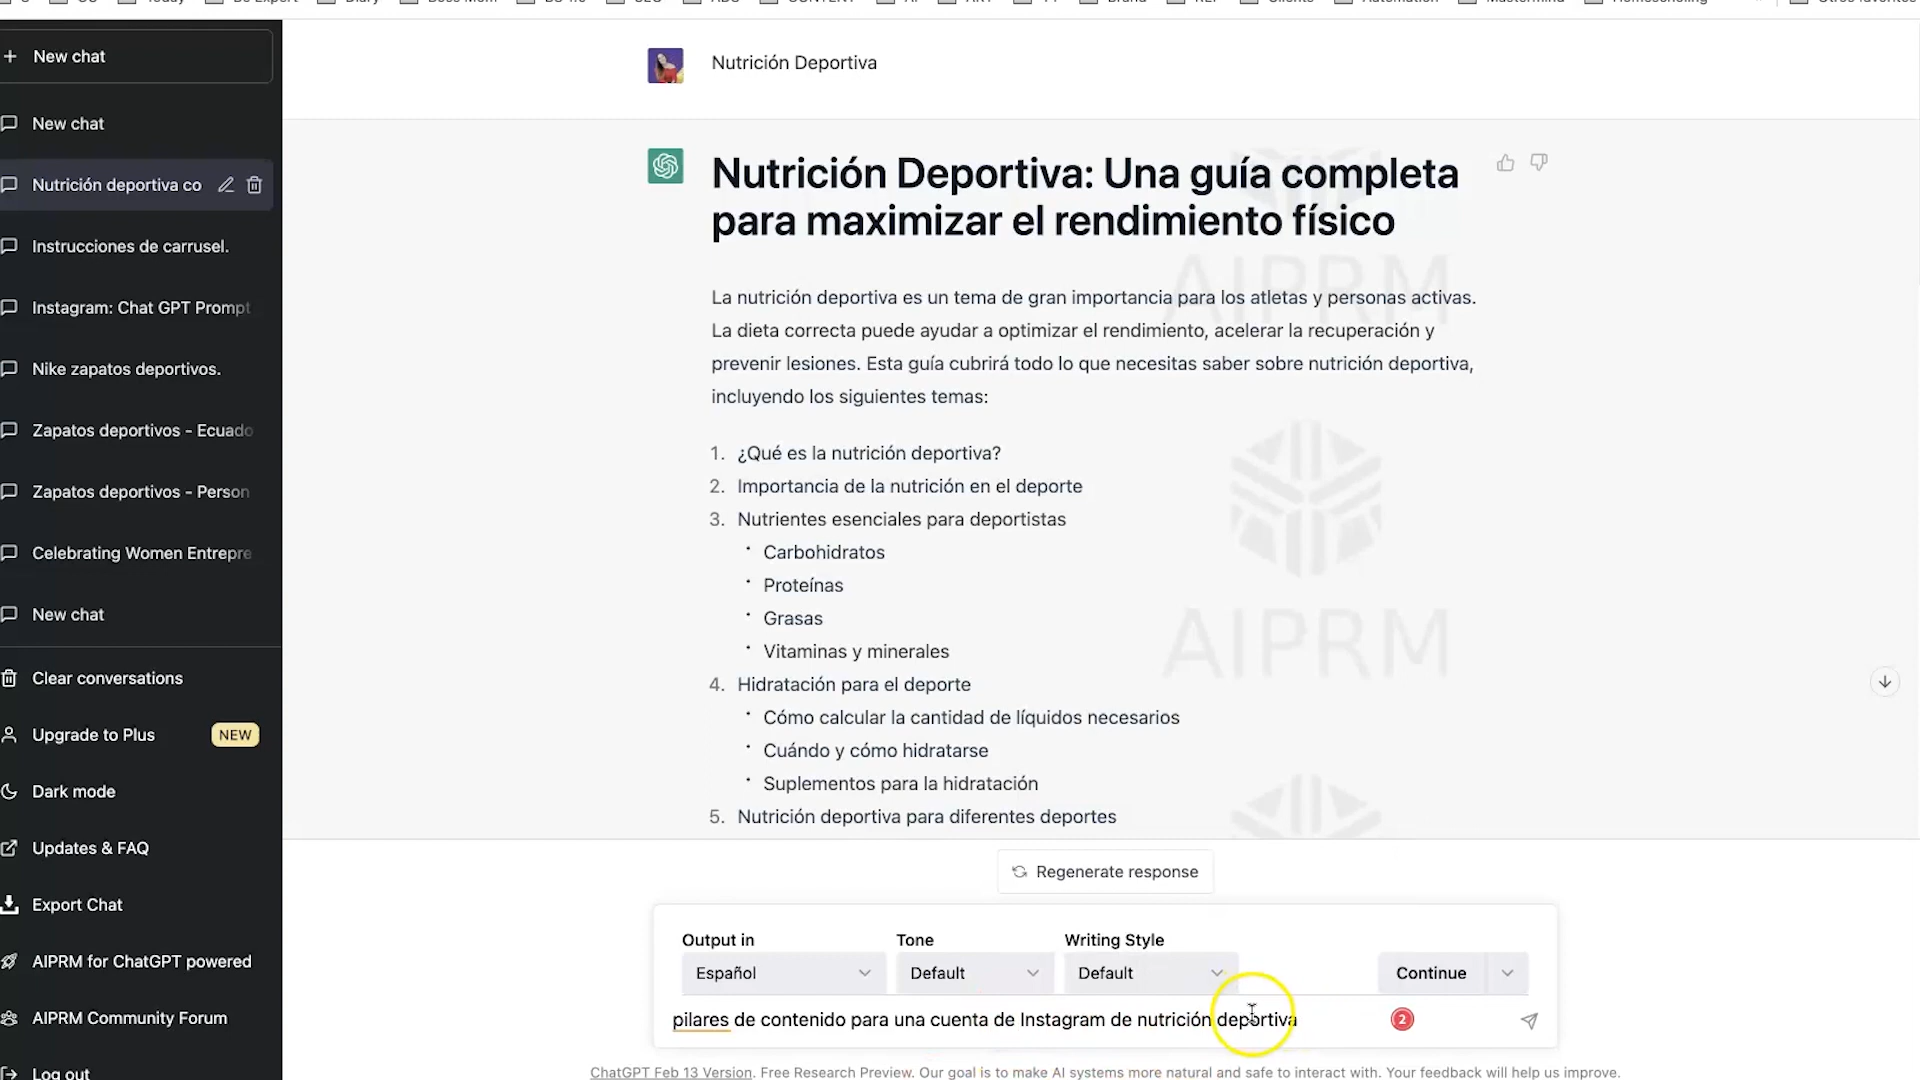 Today
Diary
CONTENT
Brand
Clients
Automation
Mastermind
Homeschooling
Otros favoritos
New chat
New chat
Nutrición deportiva co
Instrucciones de carrusel.
Instagram: Chat GPT Prompt
Nike zapatos deportivos.
Zapatos deportivos - Ecuado
Zapatos deportivos - Person
Celebrating Women Entrepre
New chat
Clear conversations
Upgrade to Plus NEW
Dark mode
Updates & FAQ
Export Chat
AIPRM for ChatGPT powered
AIPRM Community Forum
Log out
Nutrición Deportiva
Nutrición Deportiva: Una guía completa
para maximizar el rendimiento físico
La nutrición deportiva es un tema de gran importancia para los atletas y personas activas.
La dieta correcta puede ayudar a optimizar el rendimiento, acelerar la recuperación y
prevenir lesiones. Esta guía cubrirá todo lo que necesitas saber sobre nutrición deportiva,
incluyendo los siguientes temas:
1. ¿Qué es la nutrición deportiva?
2. Importancia de la nutrición en el deporte
3. Nutrientes esenciales para deportistas
• Carbohidratos
• Proteínas
• Grasas
• Vitaminas y minerales
4. Hidratación para el deporte
• Cómo calcular la cantidad de líquidos necesarios
• Cuándo y cómo hidratarse
• Suplementos para la hidratación
5. Nutrición deportiva para diferentes deportes
AIPRM
AIPRM
Regenerate response
Output in Tone Writing Style
Español Default Default Continue
pilares de contenido para una cuenta de Instagram de nutrición deportiva 2
ChatGPT Feb 13 Version. Free Research Preview. Our goal is to make AI systems more natural and safe to interact with. Your feedback will help us improve.